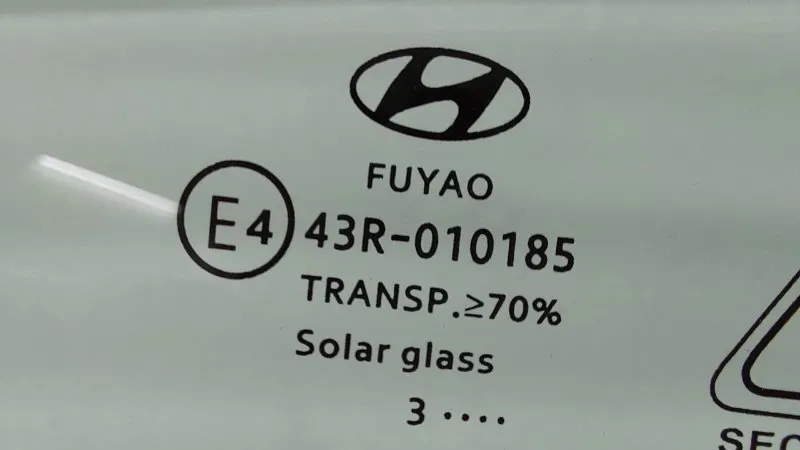 FUYAO
E4 43R-010185
TRANSP.≥70%
Solar glass
3 ····